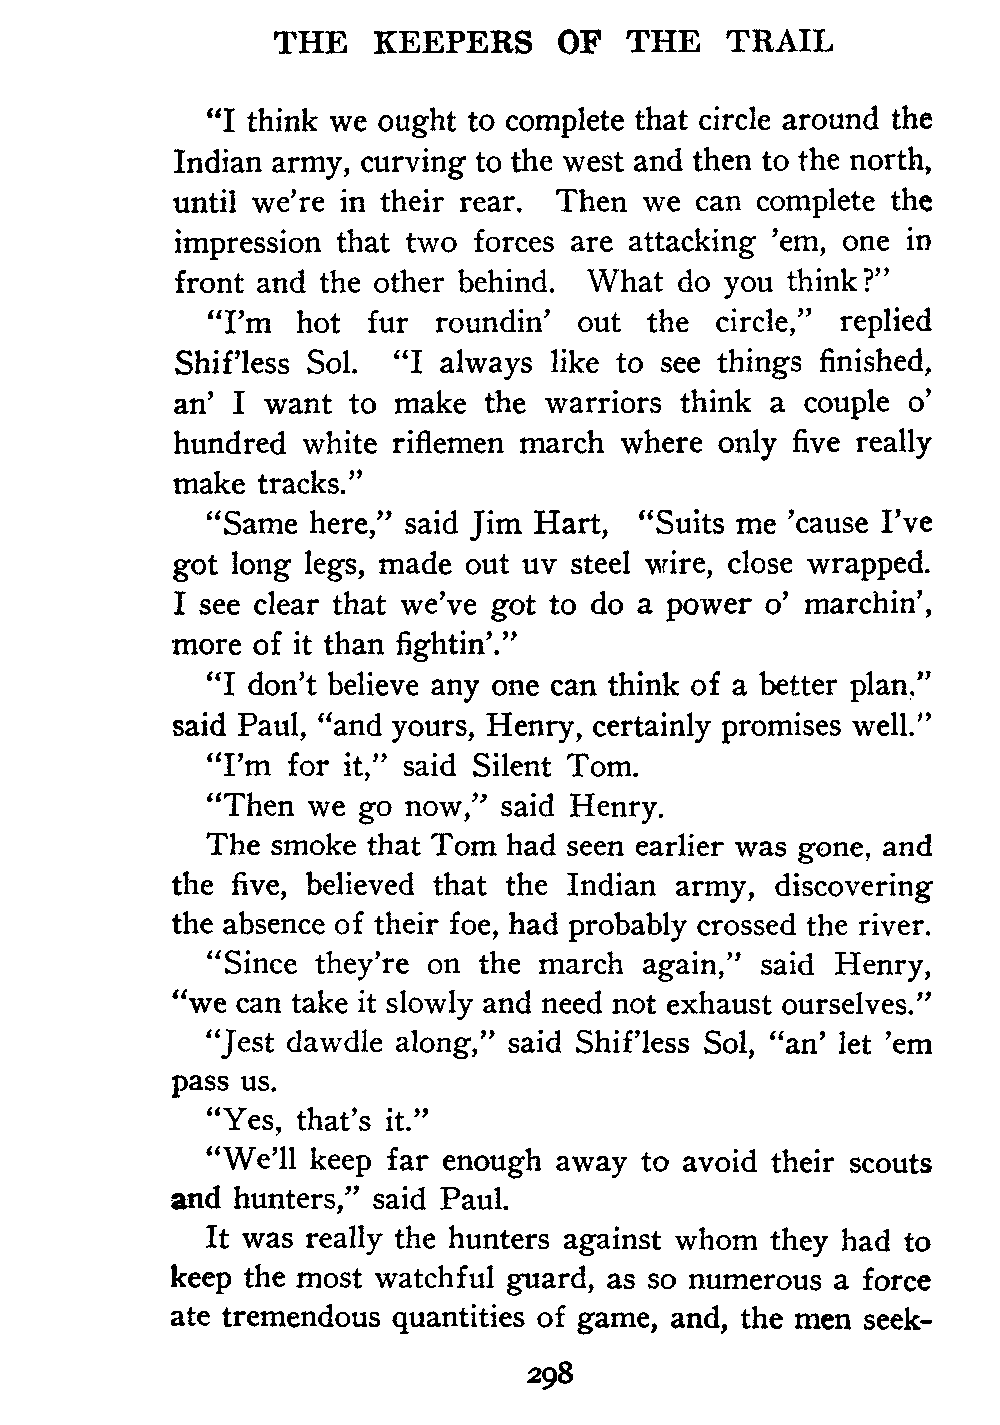 THE KEEPERS OF THE TRAIL
“I think we ought to complete that circle around the
Indian army, curving to the west and then to the north,
until we're in their rear. Then we can complete the
impression that two forces are attacking ’em, one in
front and the other behind. What do you think?”
“I’m hot fur roundin’ out the circle,” replied
Shif’less Sol. “I always like to see things finished,
an’ I want to make the warriors think a couple o’
hundred white riflemen march where only five really
make tracks.”
“Same here,” said Jim Hart, “Suits me ’cause I’ve
got long legs, made out uv steel wire, close wrapped.
I see clear that we’ve got to do a power o’ marchin’,
more of it than fightin’.”
“I don’t believe any one can think of a better plan,”
said Paul, “and yours, Henry, certainly promises well.”
“I’m for it,” said Silent Tom.
“Then we go now,” said Henry.
The smoke that Tom had seen earlier was gone, and
the five, believed that the Indian army, discovering
the absence of their foe, had probably crossed the river.
“Since they’re on the march again,” said Henry,
“we can take it slowly and need not exhaust ourselves.”
“Jest dawdle along,” said Shif’less Sol, “an’ let ’em
pass us.
“Yes, that’s it.”
“We’ll keep far enough away to avoid their scouts
and hunters,” said Paul.
It was really the hunters against whom they had to
keep the most watchful guard, as so numerous a force
ate tremendous quantities of game, and, the men seek-
298